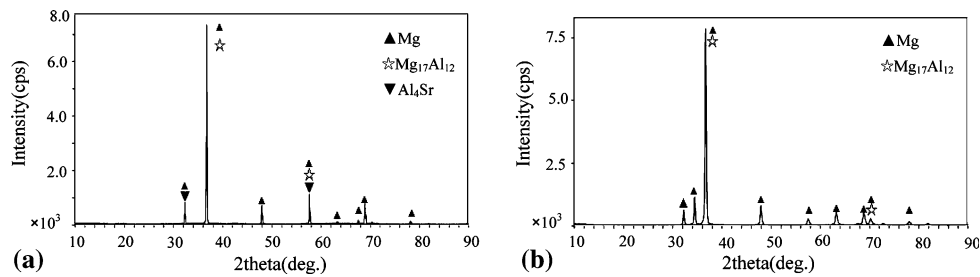 8.0
6.0
4.0
2.0
×10³
Intensity(cps)
10 20 30 40 50 60 70 80 90
2theta(deg.)
▲Mg
☆Mg₁₇Al₁₂
▼Al₄Sr
(a)
7.5
5.0
2.5
×10³
Intensity(cps)
10 20 30 40 50 60 70 80 90
2theta(deg.)
▲Mg
☆Mg₁₇Al₁₂
(b)